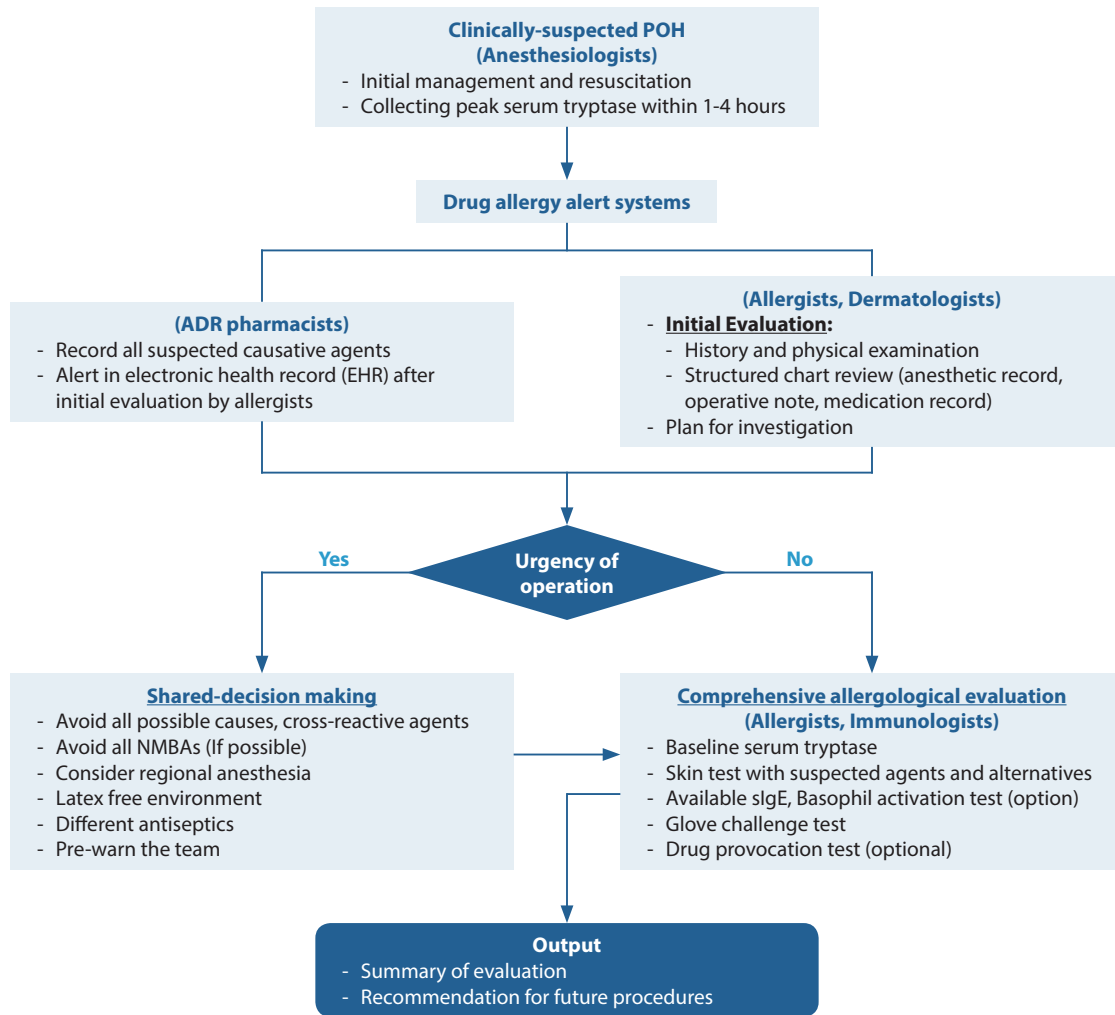 Clinically-suspected POH
(Anesthesiologists)
- Initial management and resuscitation
- Collecting peak serum tryptase within 1-4 hours
Drug allergy alert systems
(ADR pharmacists)
- Record all suspected causative agents
- Alert in electronic health record (EHR) after
initial evaluation by allergists
(Allergists, Dermatologists)
- Initial Evaluation:
- History and physical examination
- Structured chart review (anesthetic record,
operative note, medication record)
- Plan for investigation
Yes
Urgency of
operation
No
Shared-decision making
- Avoid all possible causes, cross-reactive agents
- Avoid all NMBAs (If possible)
- Consider regional anesthesia
- Latex free environment
- Different antiseptics
- Pre-warn the team
Comprehensive allergological evaluation
(Allergists, Immunologists)
- Baseline serum tryptase
- Skin test with suspected agents and alternatives
- Available sIgE, Basophil activation test (option)
- Glove challenge test
- Drug provocation test (optional)
Output
- Summary of evaluation
- Recommendation for future procedures